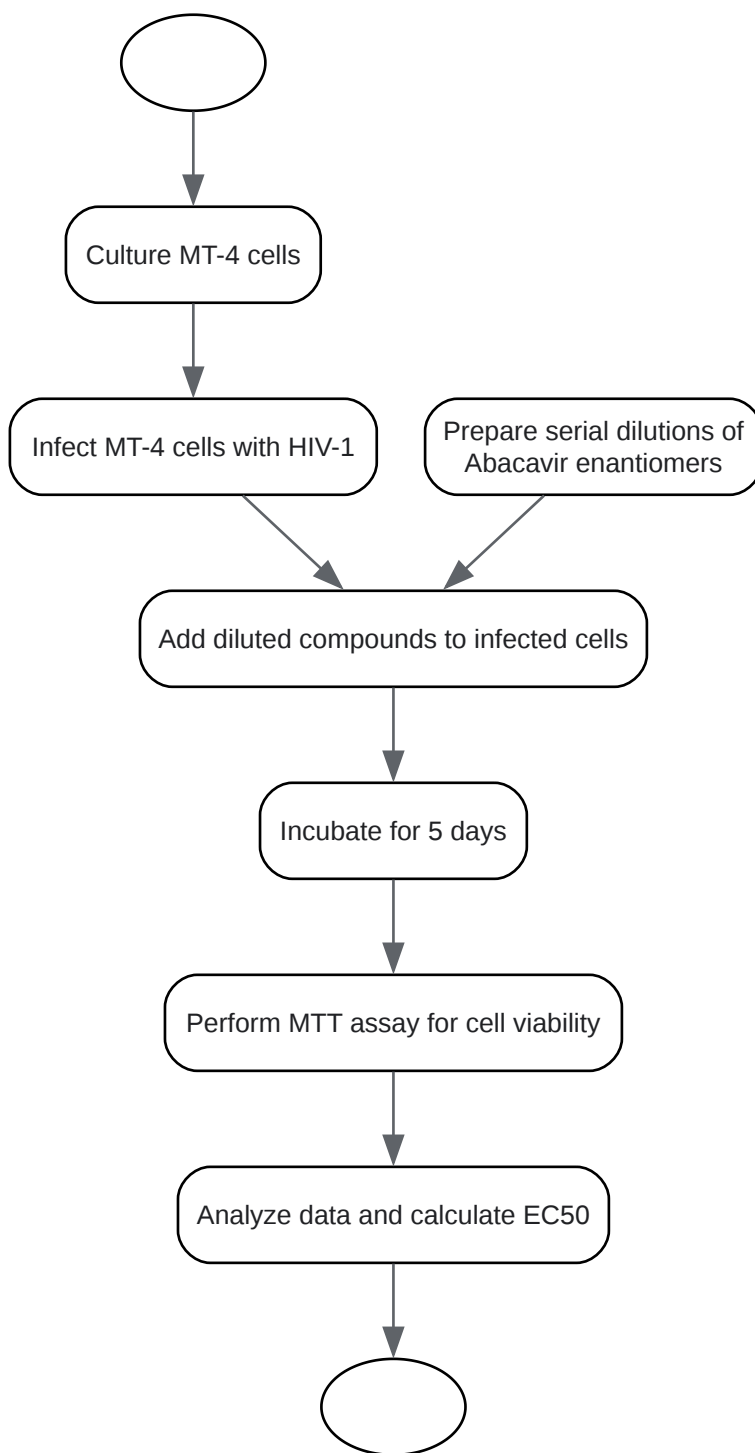 Culture MT-4 cells
Infect MT-4 cells with HIV-1
Prepare serial dilutions of
Abacavir enantiomers
Add diluted compounds to infected cells
Incubate for 5 days
Perform MTT assay for cell viability
Analyze data and calculate EC50